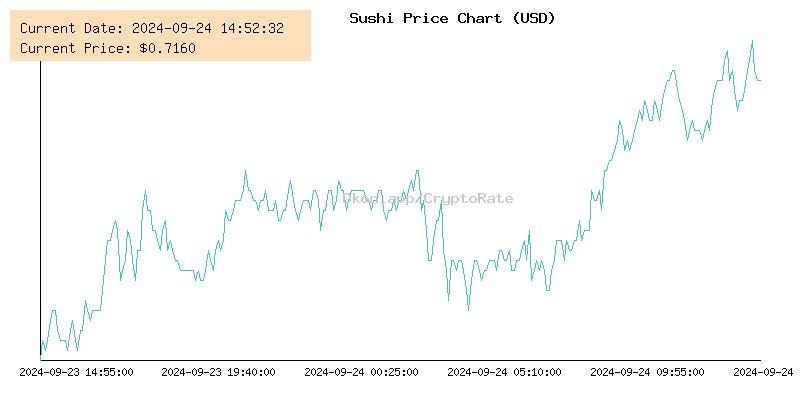 Sushi Price Chart (USD)
Current Date: 2024-09-24 14:52:32
Current Price: $0.7160
Dkon.app/CryptoRate
2024-09-23 14:55:00 2024-09-23 19:40:00 2024-09-24 00:25:00 2024-09-24 05:10:00 2024-09-24 09:55:00 2024-09-24